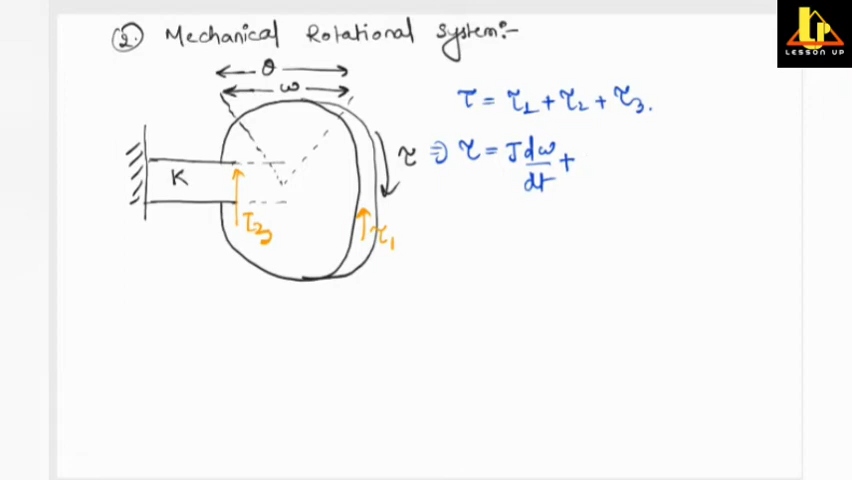 (2.) Mechanical Rotational System:-
θ
ω
τ = τ1 + τ2 + τ3.
τ ⇒ τ = J dω/dt +
K
τ3
τ1
LESSON UP